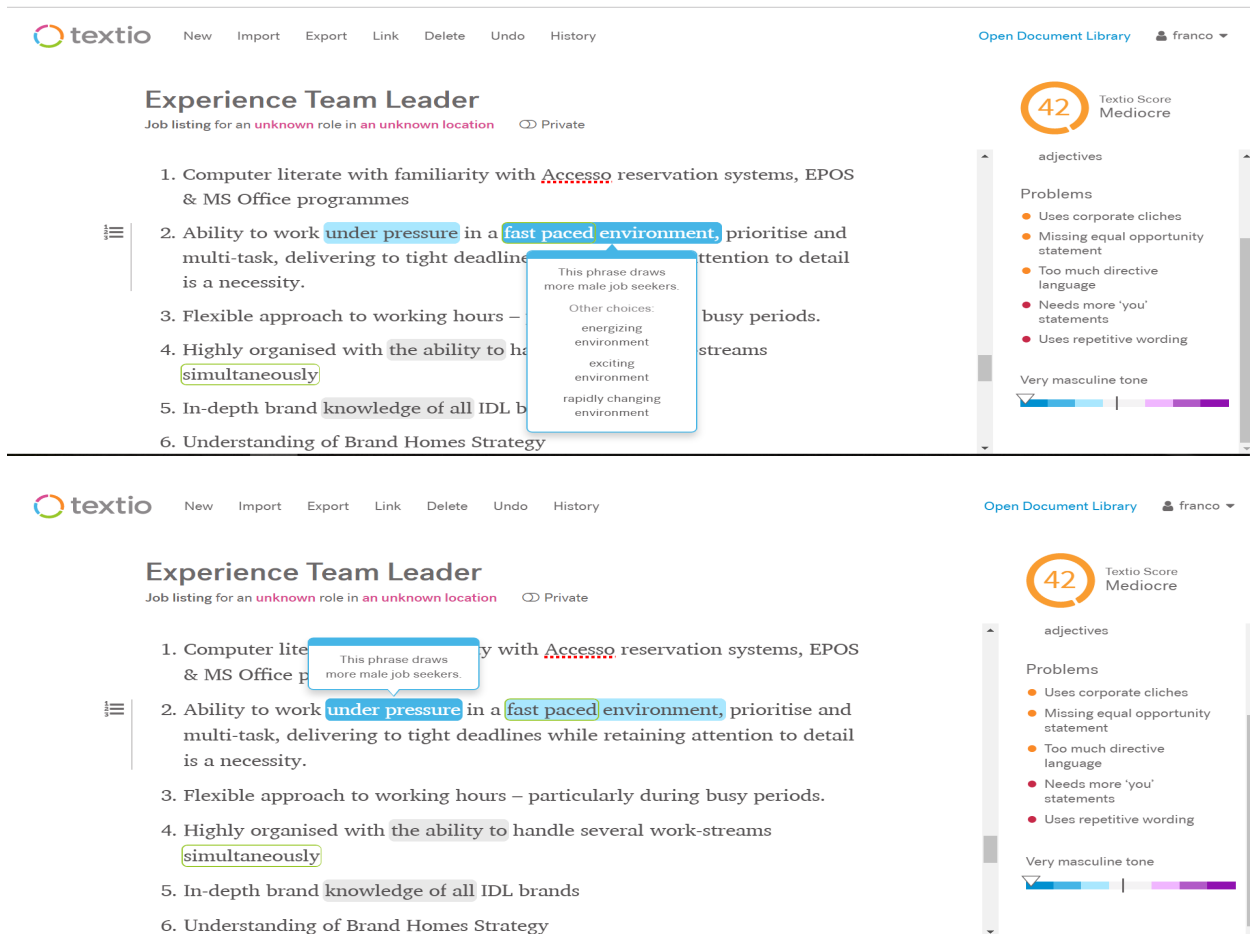 textio New Import Export Link Delete Undo History Open Document Library franco
Experience Team Leader
Job listing for an unknown role in an unknown location Private
42 Textio Score
Mediocre
1. Computer literate with familiarity with Accesso reservation systems, EPOS
& MS Office programmes
2. Ability to work under pressure in a fast paced environment, prioritise and
multi-task, delivering to tight deadline ttention to detail
is a necessity.
3. Flexible approach to working hours – busy periods.
4. Highly organised with the ability to ha -streams
simultaneously
5. In-depth brand knowledge of all IDL b
6. Understanding of Brand Homes Strategy
This phrase draws
more male job seekers.
Other choices:
energizing
environment
exciting
environment
rapidly changing
environment
adjectives
Problems
Uses corporate cliches
Missing equal opportunity
statement
Too much directive
language
Needs more ‘you’
statements
Uses repetitive wording
Very masculine tone
textio New Import Export Link Delete Undo History Open Document Library franco
Experience Team Leader
Job listing for an unknown role in an unknown location Private
42 Textio Score
Mediocre
This phrase draws
more male job seekers.
1. Computer lite y with Accesso reservation systems, EPOS
& MS Office p
2. Ability to work under pressure in a fast paced environment, prioritise and
multi-task, delivering to tight deadlines while retaining attention to detail
is a necessity.
3. Flexible approach to working hours – particularly during busy periods.
4. Highly organised with the ability to handle several work-streams
simultaneously
5. In-depth brand knowledge of all IDL brands
6. Understanding of Brand Homes Strategy
adjectives
Problems
Uses corporate cliches
Missing equal opportunity
statement
Too much directive
language
Needs more ‘you’
statements
Uses repetitive wording
Very masculine tone